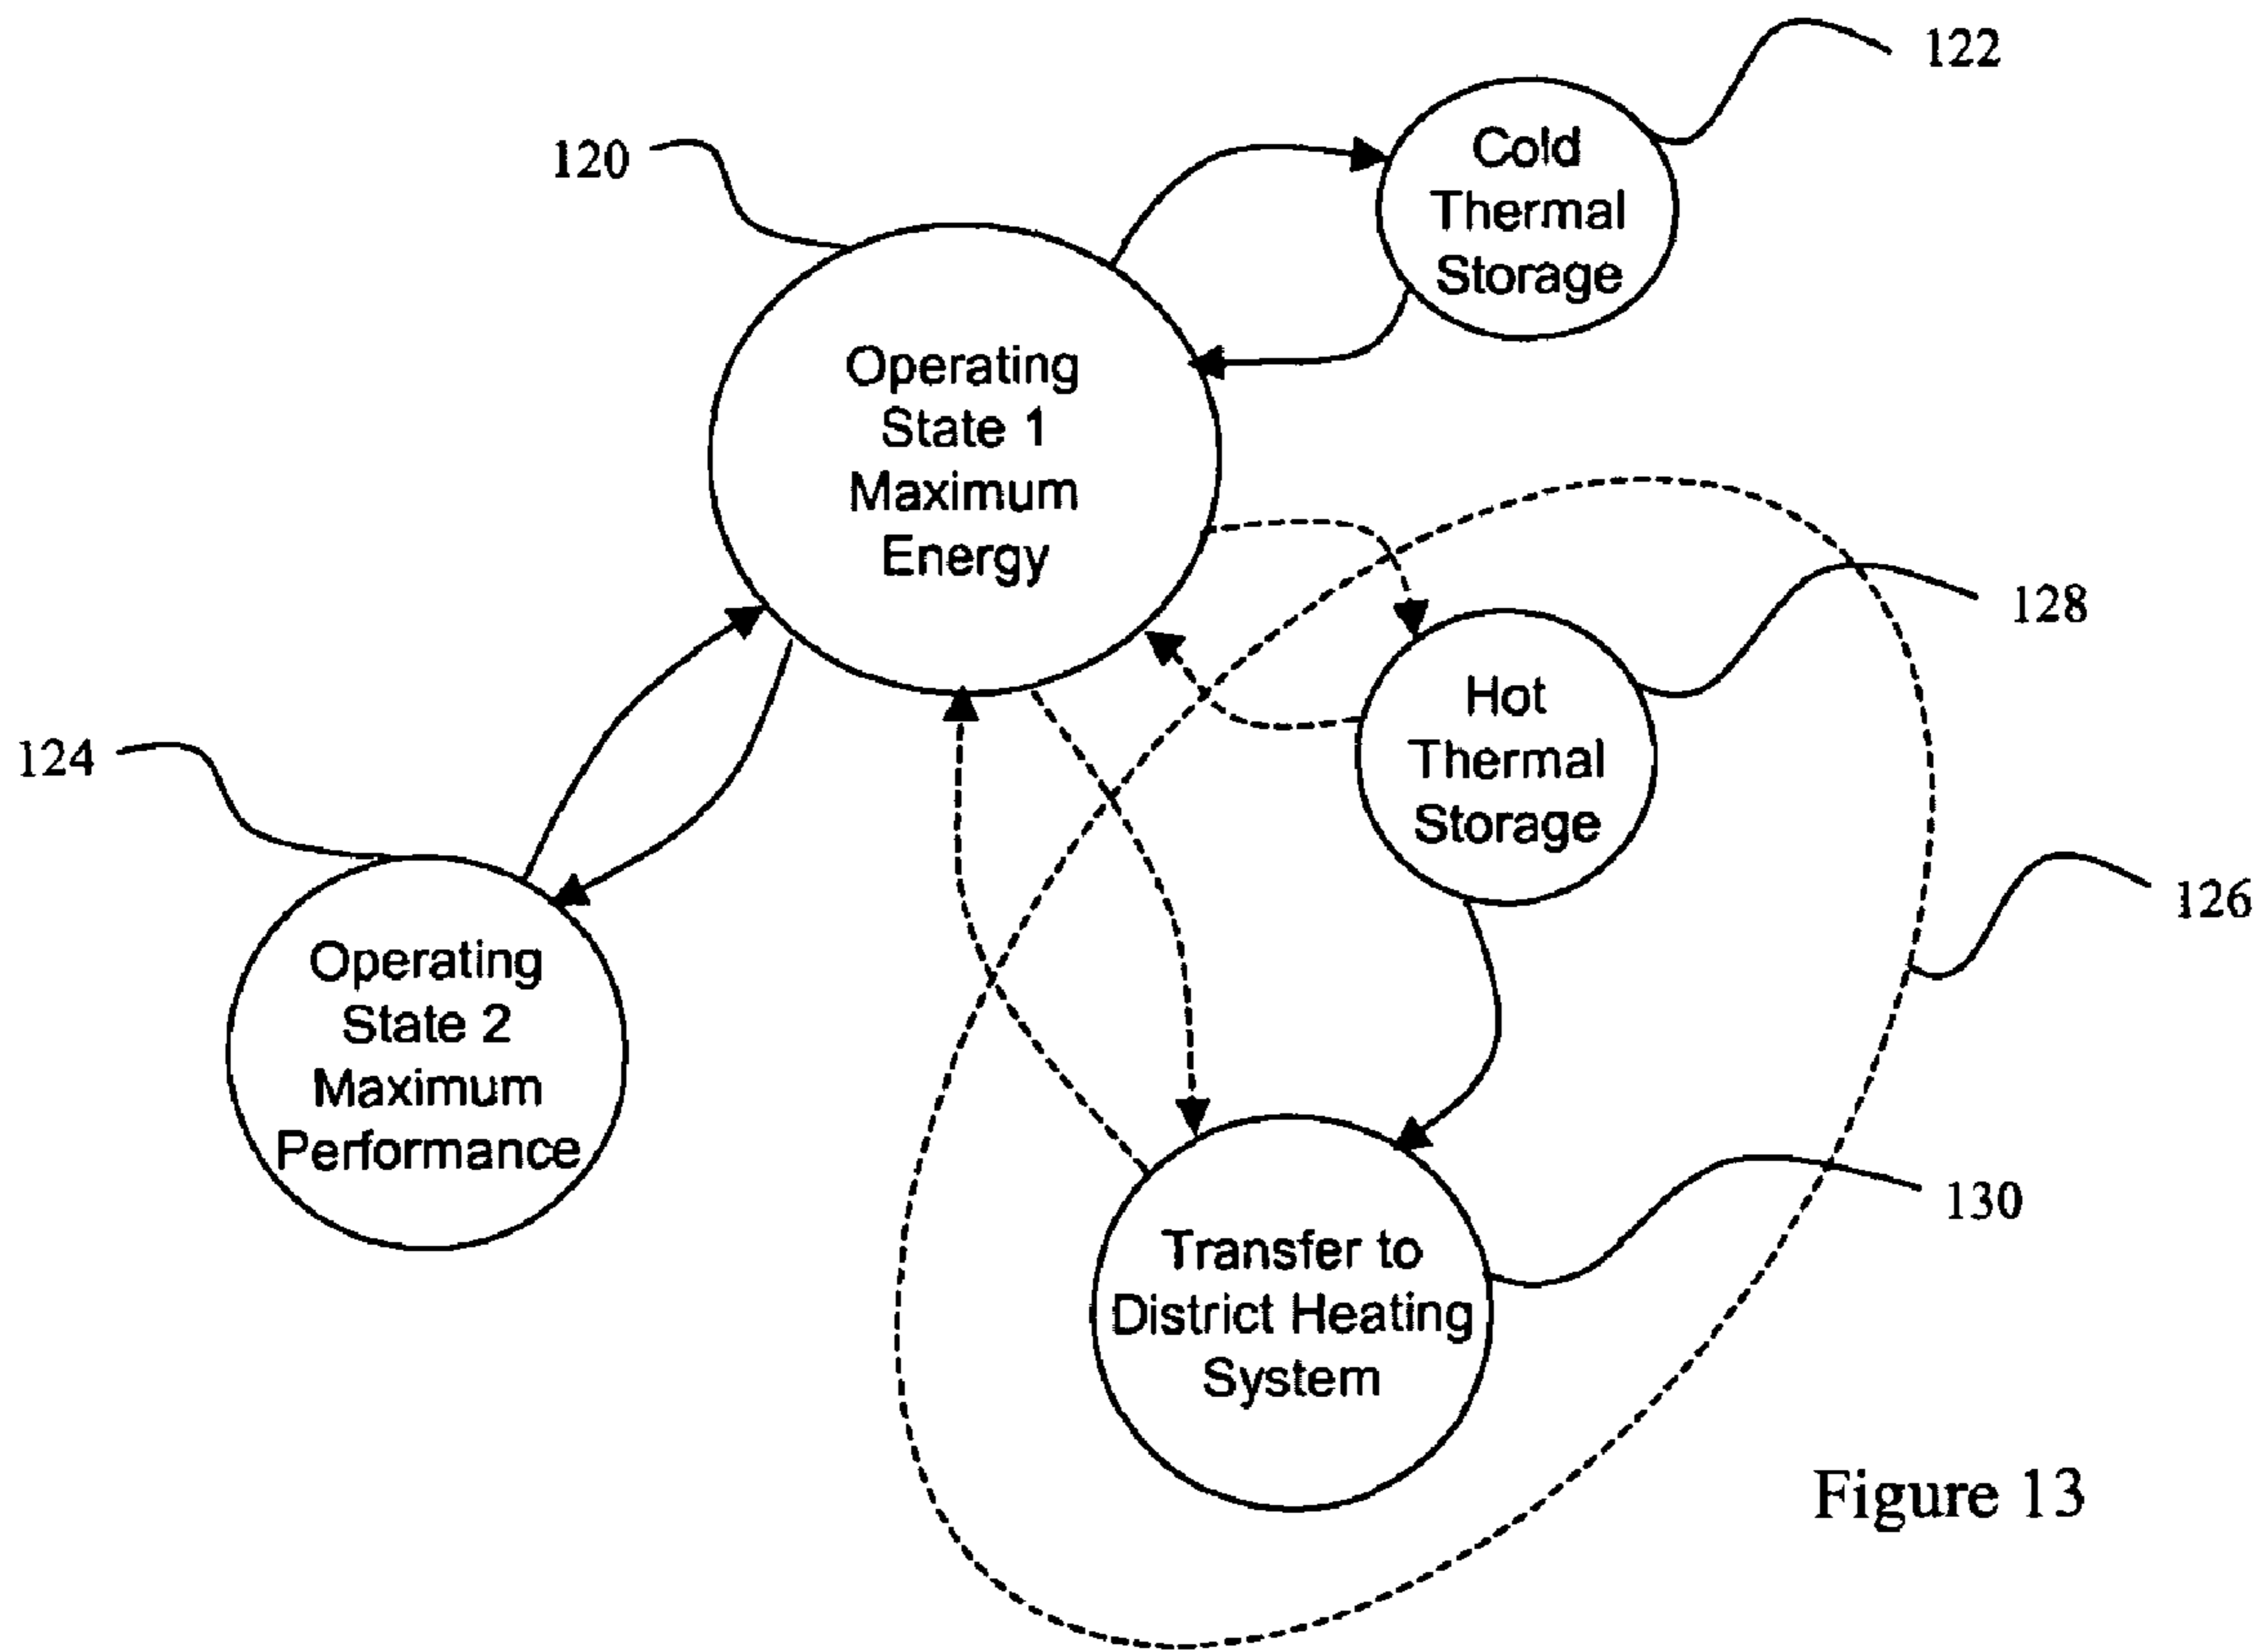 122
120
Cold
Thermal
Storage
Operating
State 1
Maximum
Energy
128
Hot
Thermal
Storage
124
126
Operating
State 2
Maximum
Performance
130
Transfer to
District Heating
System
Figure 13